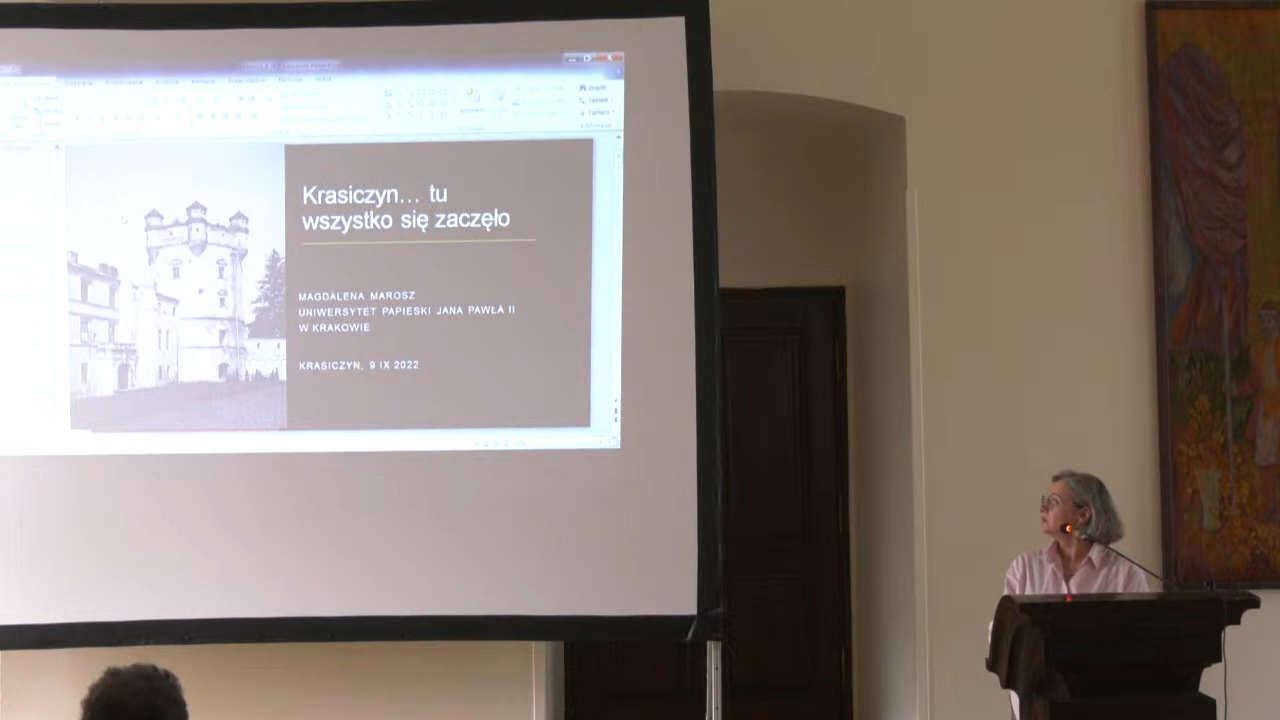 Krasiczyn... tu
wszystko się zaczęło
MAGDALENA MAROSZ
UNIWERSYTET PAPIESKI JANA PAWŁA II
W KRAKOWIE
KRASICZYN, 9 IX 2022